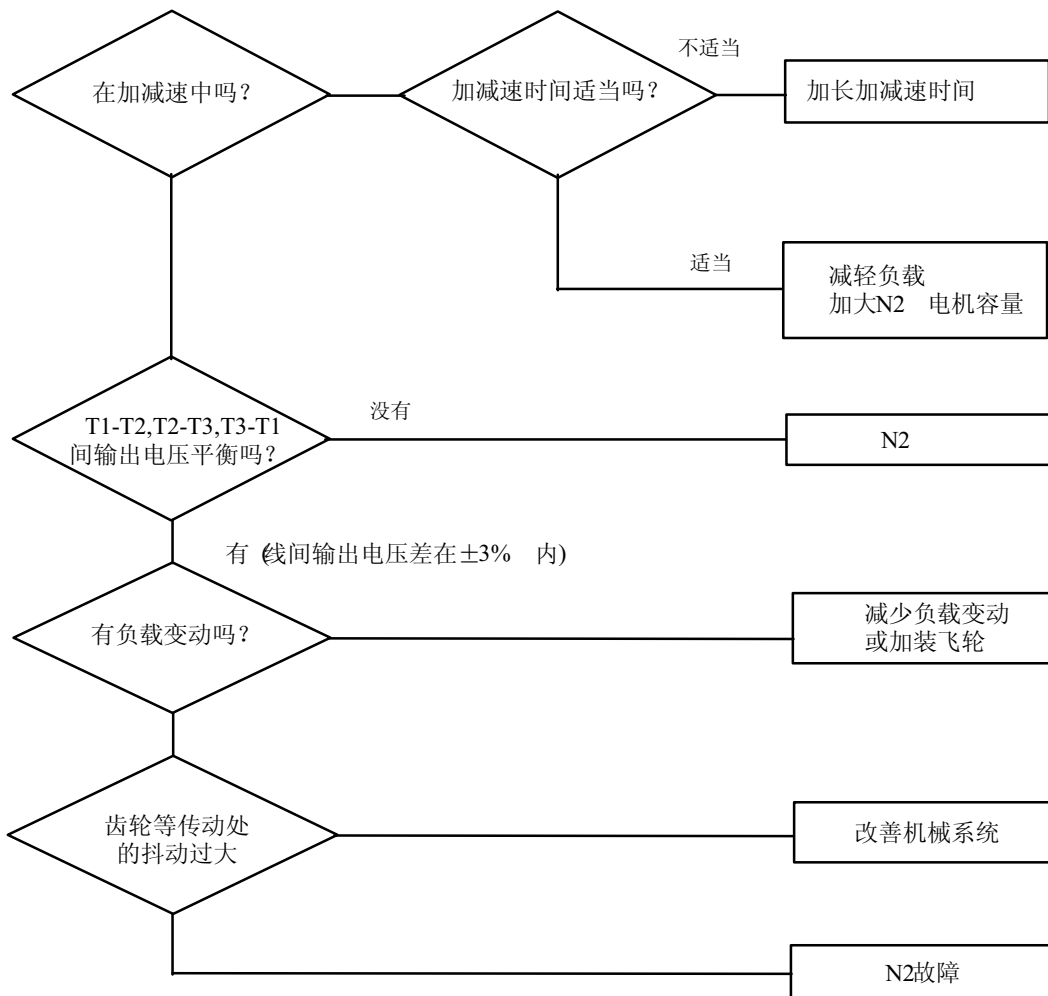 不适当
在加减速中吗?
加减速时间适当吗?
加长加减速时间
适当
减轻负载
加大N2 电机容量
T1-T2,T2-T3,T3-T1
间输出电压平衡吗?
没有
N2
有 (线间输出电压差在±3% 内)
有负载变动吗?
减少负载变动
或加装飞轮
齿轮等传动处
的抖动过大
改善机械系统
N2故障